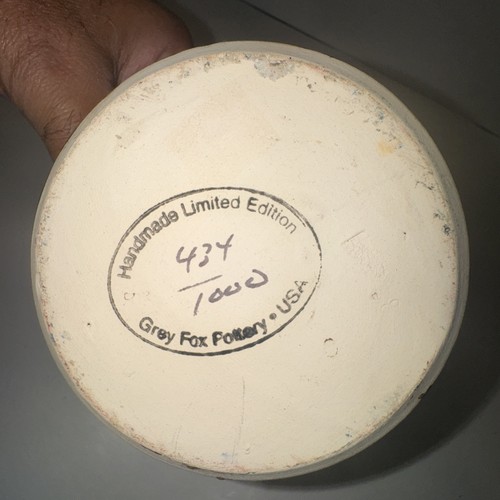 Handmade Limited Edition
434
1000
Grey Fox Pottery • USA